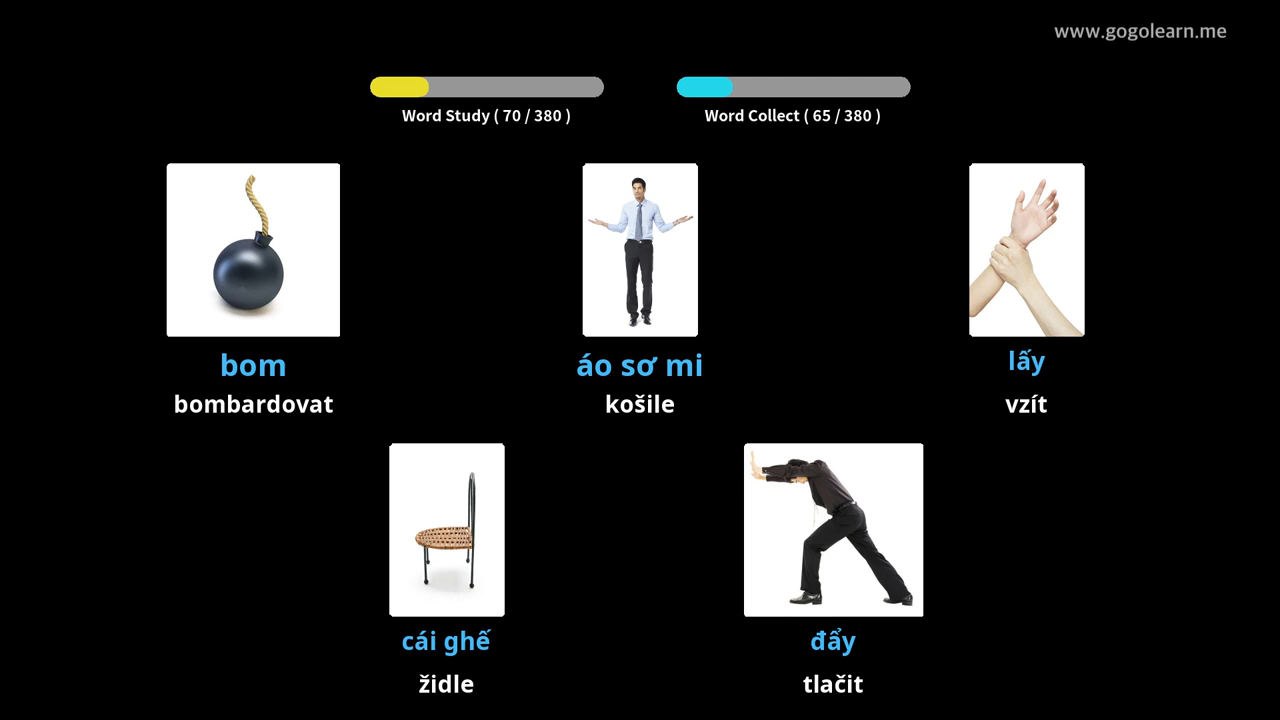 www.gogolearn.me
Word Study ( 70 / 380 )
Word Collect ( 65 / 380 )
bom
bombardovat
áo sơ mi
košile
lấy
vzít
cái ghế
židle
đẩy
tlačit